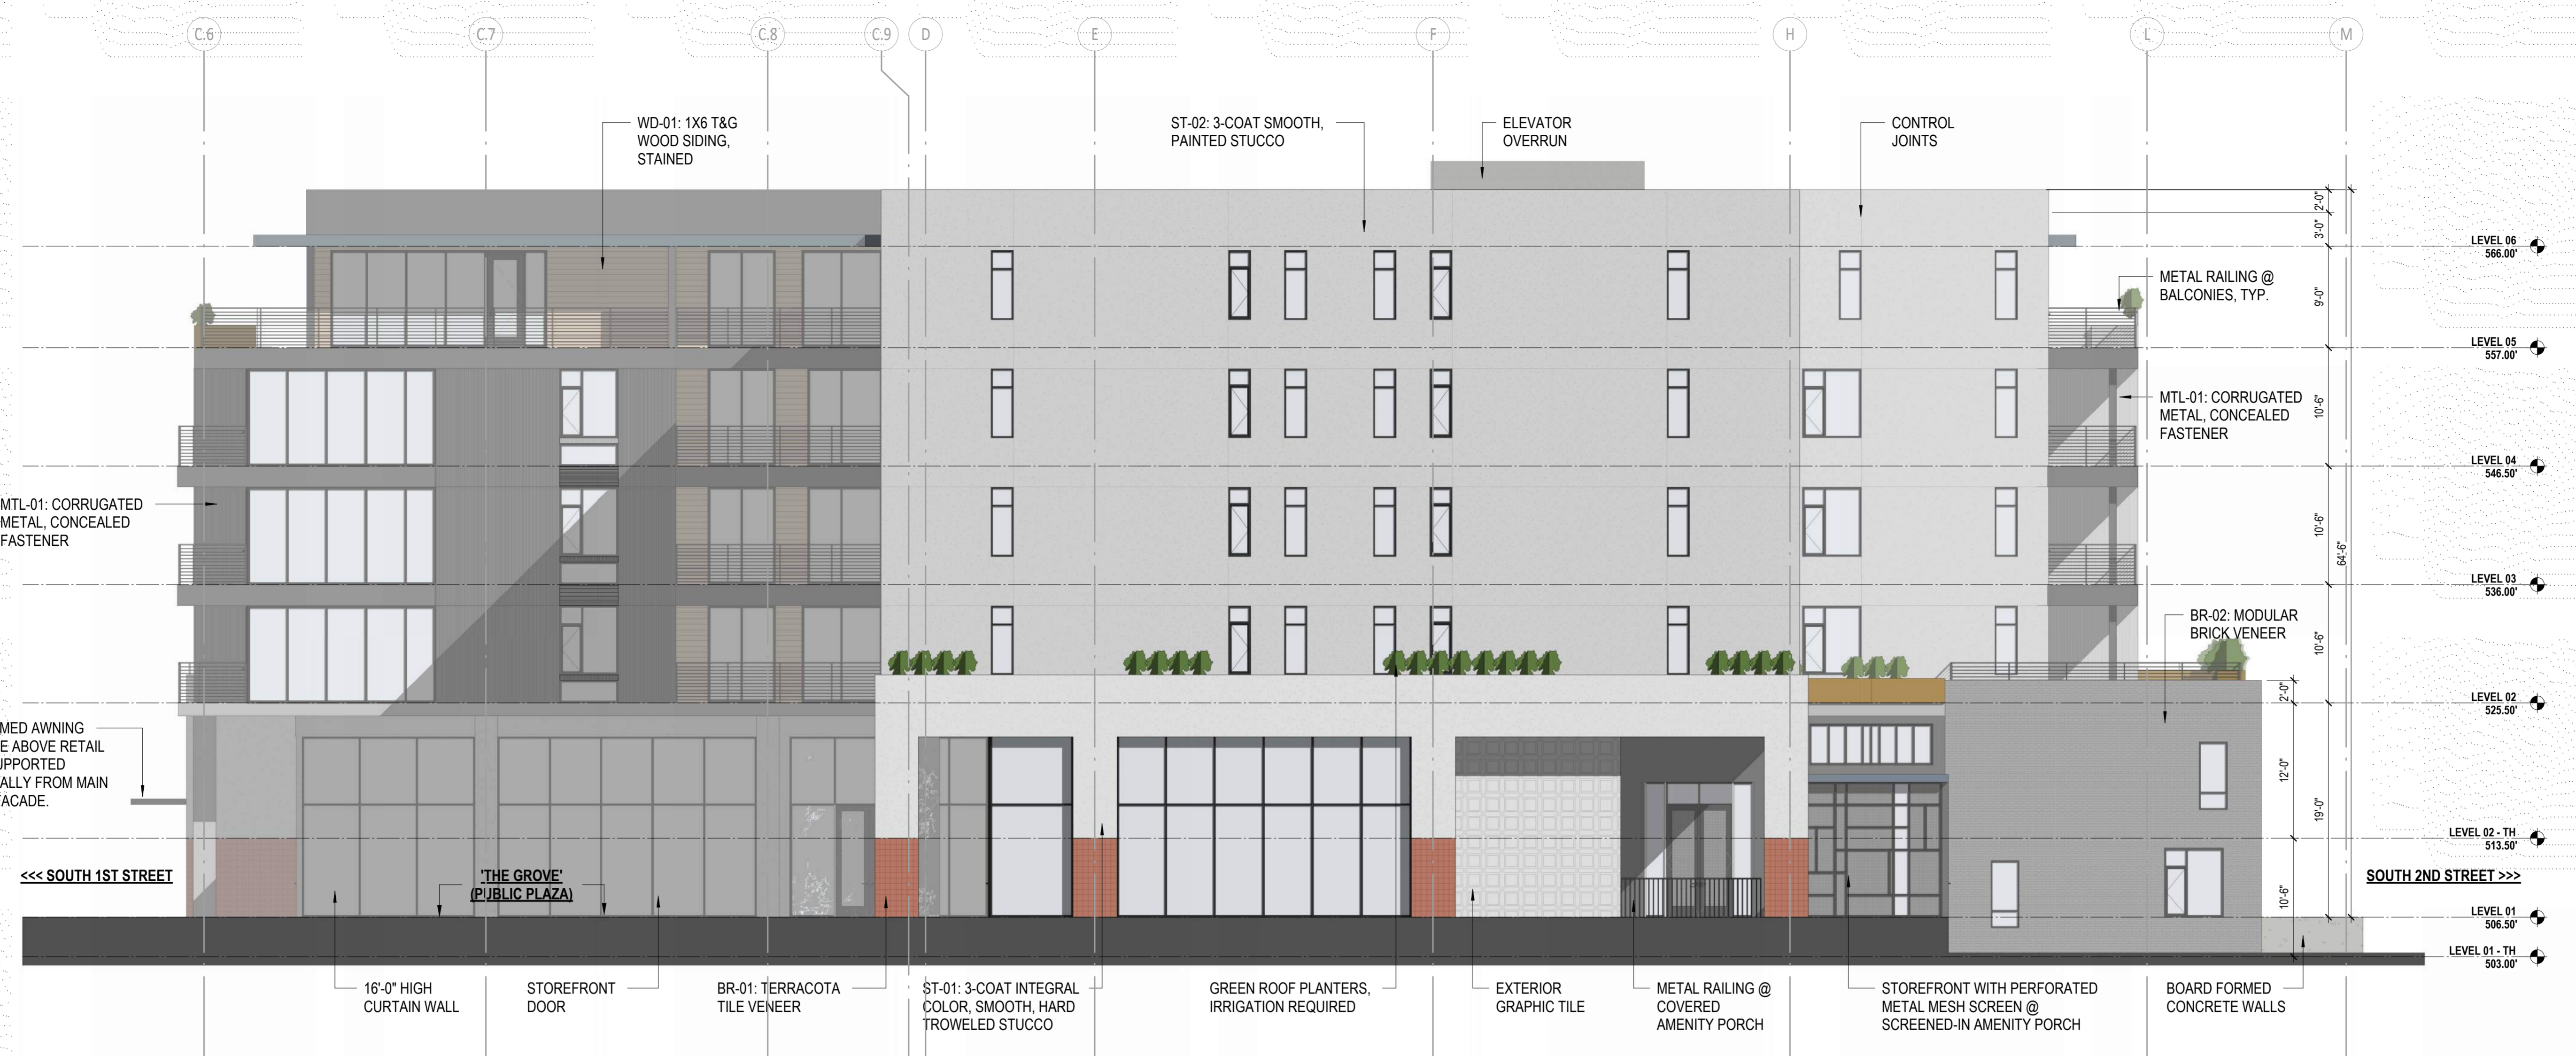 C.6
C.7
C.8
C.9
D
E
F
H
L
M
WD-01: 1X6 T&G
WOOD SIDING,
STAINED
ST-02: 3-COAT SMOOTH,
PAINTED STUCCO
ELEVATOR
OVERRUN
CONTROL
JOINTS
2'-0"
3'-0"
LEVEL 06
566.00'
METAL RAILING @
BALCONIES, TYP.
9'-0"
LEVEL 05
557.00'
MTL-01: CORRUGATED
METAL, CONCEALED
FASTENER
10'-6"
LEVEL 04
546.50'
MTL-01: CORRUGATED
METAL, CONCEALED
FASTENER
10'-6"
64'-6"
LEVEL 03
536.00'
BR-02: MODULAR
BRICK VENEER
10'-6"
2'-0"
LEVEL 02
525.50'
MED AWNING
E ABOVE RETAIL
UPPORTED
ALLY FROM MAIN
ACADE.
12'-0"
19'-0"
LEVEL 02 - TH
513.50'
<<< SOUTH 1ST STREET
'THE GROVE'
(PUBLIC PLAZA)
SOUTH 2ND STREET >>>
10'-6"
LEVEL 01
506.50'
LEVEL 01 - TH
503.00'
16'-0" HIGH
CURTAIN WALL
STOREFRONT
DOOR
BR-01: TERRACOTA
TILE VENEER
ST-01: 3-COAT INTEGRAL
COLOR, SMOOTH, HARD
TROWELED STUCCO
GREEN ROOF PLANTERS,
IRRIGATION REQUIRED
EXTERIOR
GRAPHIC TILE
METAL RAILING @
COVERED
AMENITY PORCH
STOREFRONT WITH PERFORATED
METAL MESH SCREEN @
SCREENED-IN AMENITY PORCH
BOARD FORMED
CONCRETE WALLS